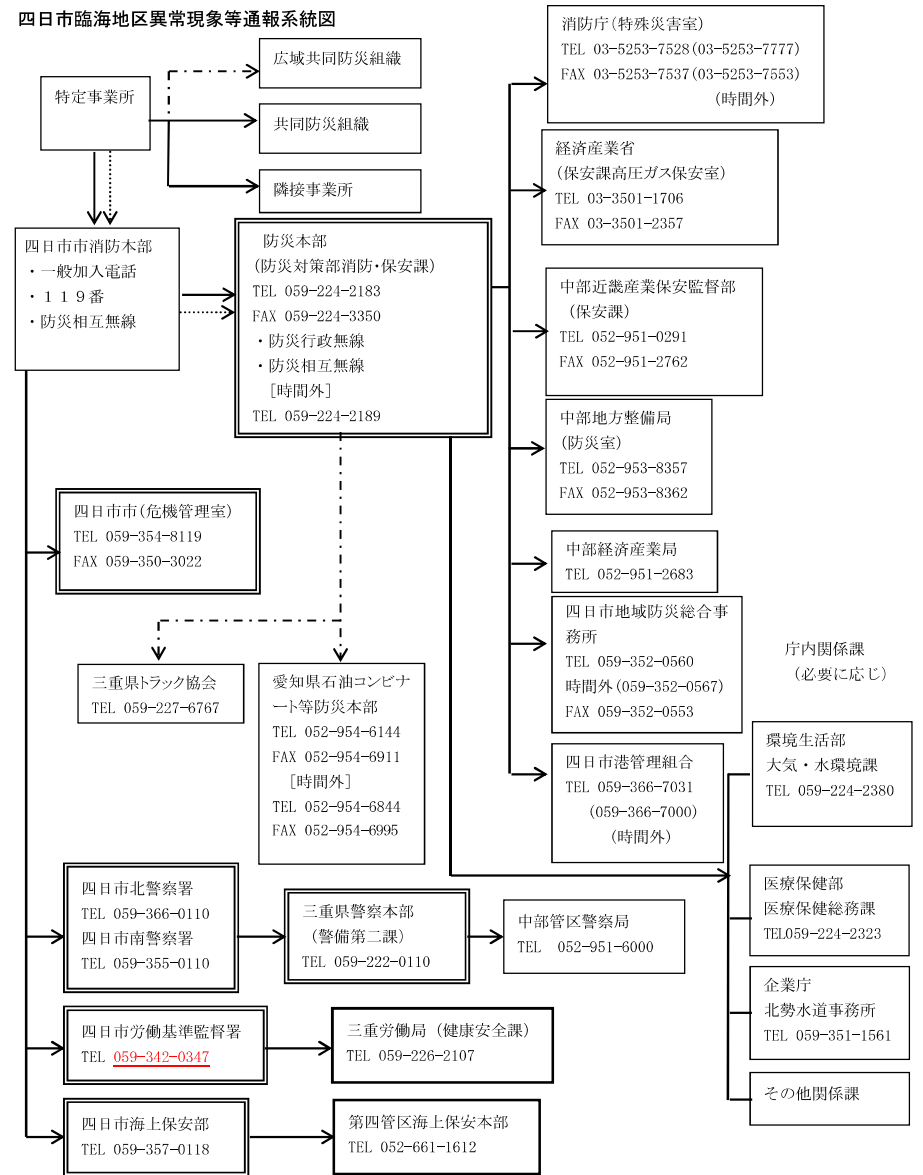 四日市臨海地区異常現象等通報系統図
特定事業所
広域共同防災組織
共同防災組織
隣接事業所
四日市市消防本部
・一般加入電話
・１１９番
・防災相互無線
防災本部
(防災対策部消防・保安課)
TEL 059-224-2183
FAX 059-224-3350
・防災行政無線
・防災相互無線
［時間外］
TEL 059-224-2189
消防庁(特殊災害室)
TEL 03-5253-7528(03-5253-7777)
FAX 03-5253-7537(03-5253-7553)
(時間外)
経済産業省
(保安課高圧ガス保安室)
TEL 03-3501-1706
FAX 03-3501-2357
中部近畿産業保安監督部
(保安課)
TEL 052-951-0291
FAX 052-951-2762
中部地方整備局
(防災室)
TEL 052-953-8357
FAX 052-953-8362
中部経済産業局
TEL 052-951-2683
四日市地域防災総合事
務所
TEL 059-352-0560
時間外(059-352-0567)
FAX 059-352-0553
四日市港管理組合
TEL 059-366-7031
(059-366-7000)
(時間外)
四日市市(危機管理室)
TEL 059-354-8119
FAX 059-350-3022
三重県トラック協会
TEL 059-227-6767
愛知県石油コンビナ
ート等防災本部
TEL 052-954-6144
FAX 052-954-6911
［時間外］
TEL 052-954-6844
FAX 052-954-6995
庁内関係課
(必要に応じ)
環境生活部
大気・水環境課
TEL 059-224-2380
医療保健部
医療保健総務課
TEL059-224-2323
企業庁
北勢水道事務所
TEL 059-351-1561
その他関係課
四日市北警察署
TEL 059-366-0110
四日市南警察署
TEL 059-355-0110
三重県警察本部
(警備第二課)
TEL 059-222-0110
中部管区警察局
TEL 052-951-6000
四日市労働基準監督署
TEL 059-342-0347
三重労働局 (健康安全課)
TEL 059-226-2107
四日市海上保安部
TEL 059-357-0118
第四管区海上保安本部
TEL 052-661-1612